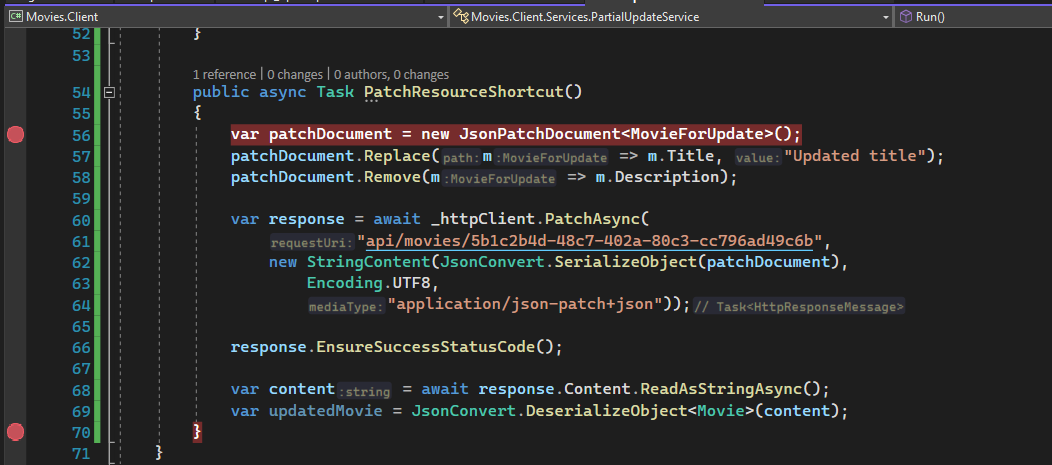 Movies.Client
Movies.Client.Services.PartialUpdateService
Run()
52 }
53
1 reference | 0 changes | 0 authors, 0 changes
54 public async Task PatchResourceShortcut()
55 {
56 var patchDocument = new JsonPatchDocument<MovieForUpdate>();
57 patchDocument.Replace(path:m:MovieForUpdate => m.Title, value:"Updated title");
58 patchDocument.Remove(m:MovieForUpdate => m.Description);
59
60 var response = await _httpClient.PatchAsync(
61 requestUri:"api/movies/5b1c2b4d-48c7-402a-80c3-cc796ad49c6b",
62 new StringContent(JsonConvert.SerializeObject(patchDocument),
63 Encoding.UTF8,
64 mediaType:"application/json-patch+json")); // Task<HttpResponseMessage>
65
66 response.EnsureSuccessStatusCode();
67
68 var content:string = await response.Content.ReadAsStringAsync();
69 var updatedMovie = JsonConvert.DeserializeObject<Movie>(content);
70 }
71 }